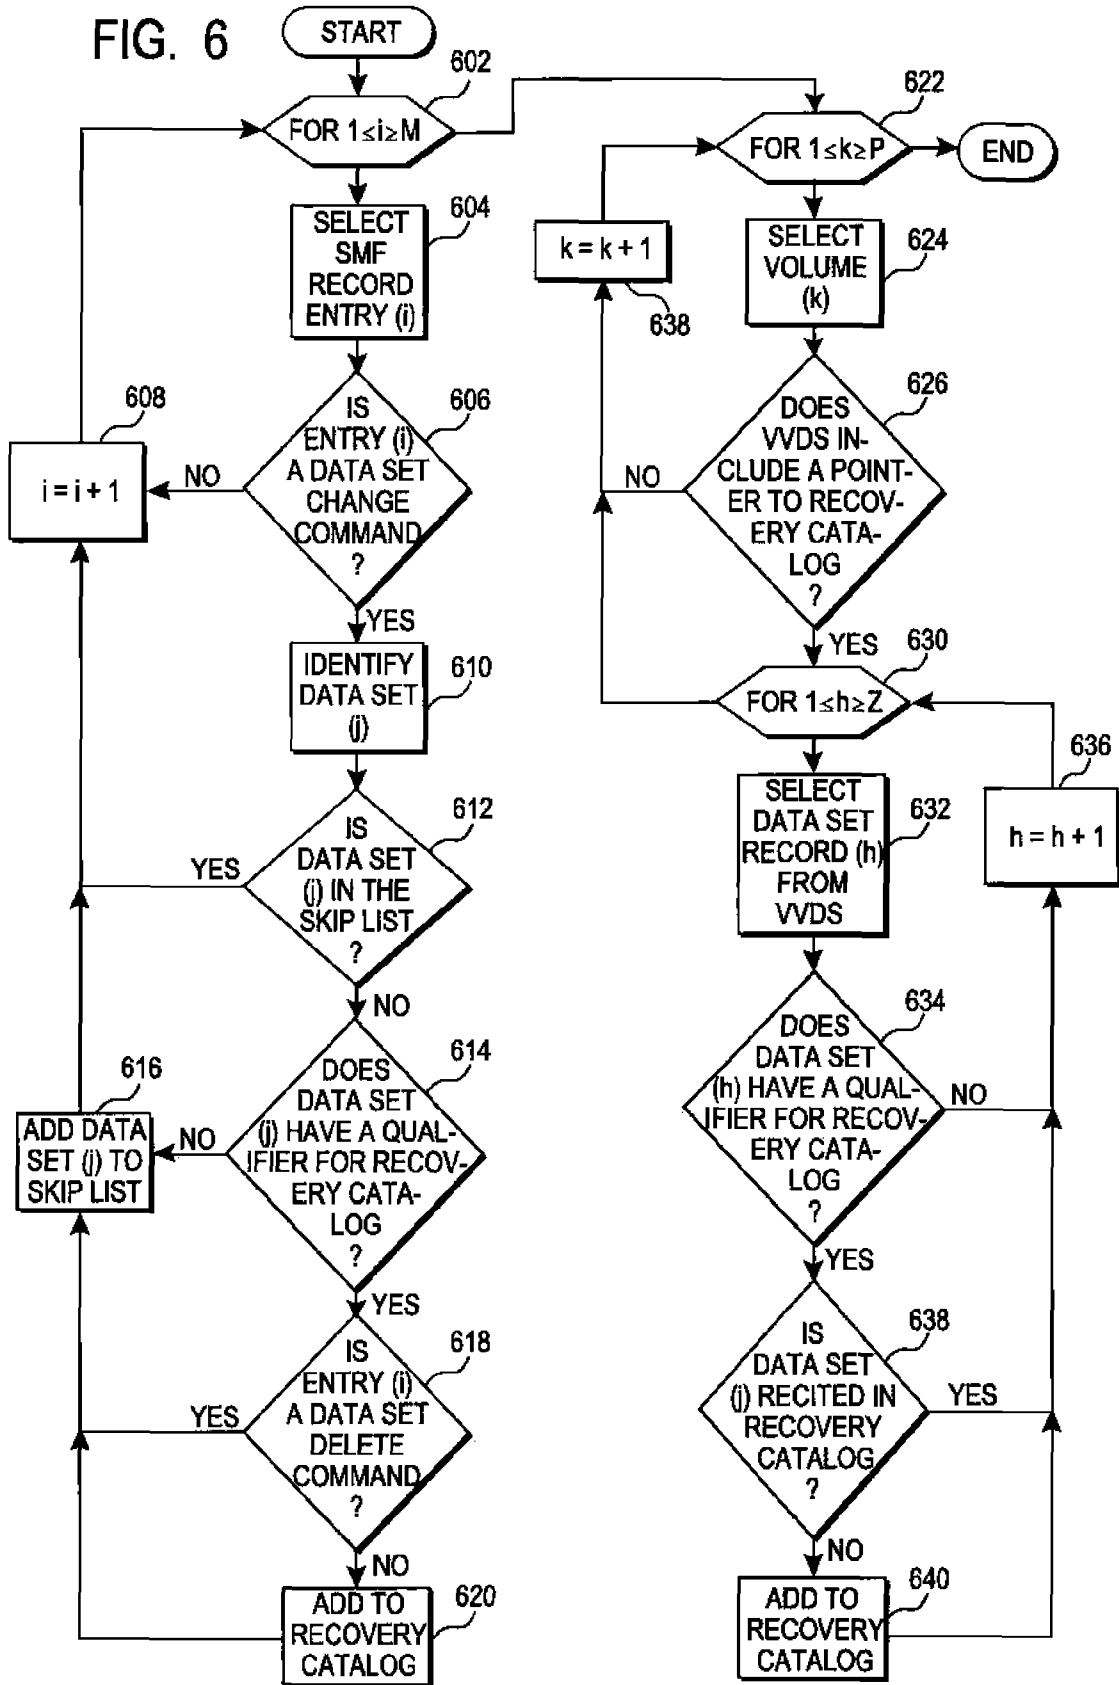 FIG. 6
START
602
FOR 1≤i≥M
604
SELECT
SMF
RECORD
ENTRY (i)
606
IS
ENTRY (i)
A DATA SET
CHANGE
COMMAND
?
NO
608
i = i + 1
YES
610
IDENTIFY
DATA SET
(j)
612
IS
DATA SET
(j) IN THE
SKIP LIST
?
YES
NO
614
DOES
DATA SET
(j) HAVE A QUAL-
IFIER FOR RECOV-
ERY CATA-
LOG
?
NO
616
ADD DATA
SET (j) TO
SKIP LIST
YES
618
IS
ENTRY (i)
A DATA SET
DELETE
COMMAND
?
YES
NO
620
ADD TO
RECOVERY
CATALOG
622
FOR 1≤k≥P
END
624
SELECT
VOLUME
(k)
k = k + 1
638
626
DOES
VVDS IN-
CLUDE A POINT-
ER TO RECOV-
ERY CATA-
LOG
?
NO
YES
630
FOR 1≤h≥Z
632
SELECT
DATA SET
RECORD (h)
FROM
VVDS
636
h = h + 1
634
DOES
DATA SET
(h) HAVE A QUAL-
IFIER FOR RECOV-
ERY CATA-
LOG
?
NO
YES
638
IS
DATA SET
(j) RECITED IN
RECOVERY
CATALOG
?
YES
NO
640
ADD TO
RECOVERY
CATALOG